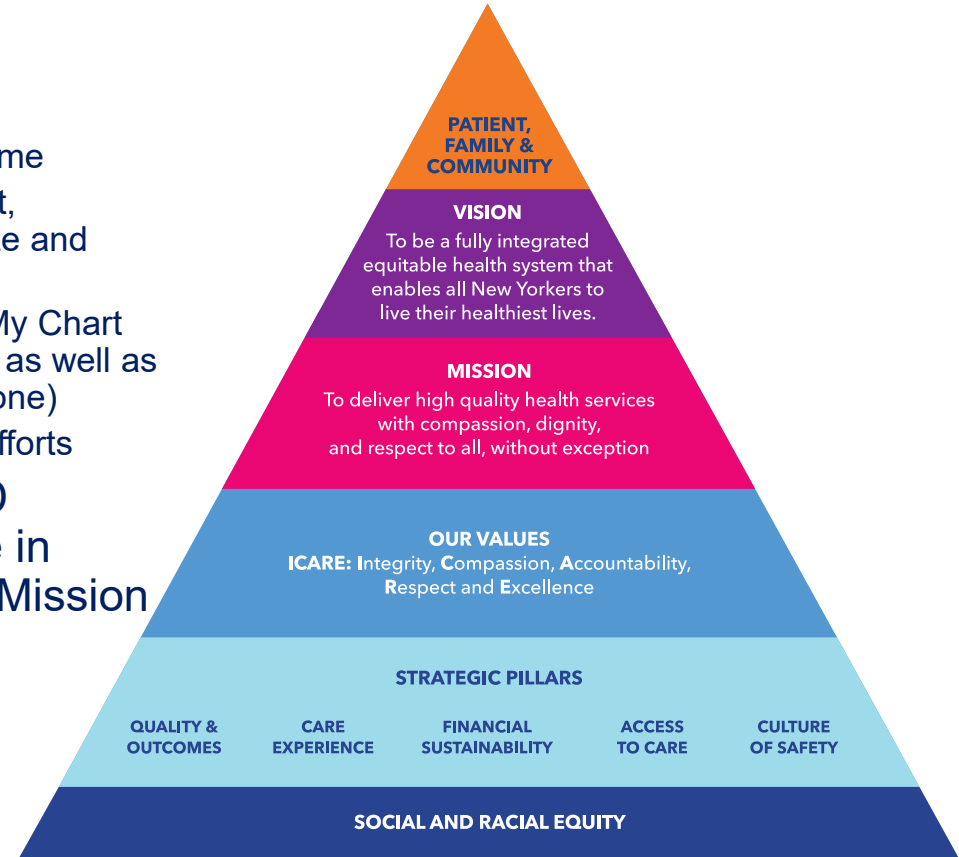 me
t,
e and
My Chart
as well as
one)
fforts
e in
Mission
PATIENT,
FAMILY &
COMMUNITY
VISION
To be a fully integrated
equitable health system that
enables all New Yorkers to
live their healthiest lives.
MISSION
To deliver high quality health services
with compassion, dignity,
and respect to all, without exception
OUR VALUES
ICARE: Integrity, Compassion, Accountability,
Respect and Excellence
STRATEGIC PILLARS
QUALITY &
OUTCOMES
CARE
EXPERIENCE
FINANCIAL
SUSTAINABILITY
ACCESS
TO CARE
CULTURE
OF SAFETY
SOCIAL AND RACIAL EQUITY